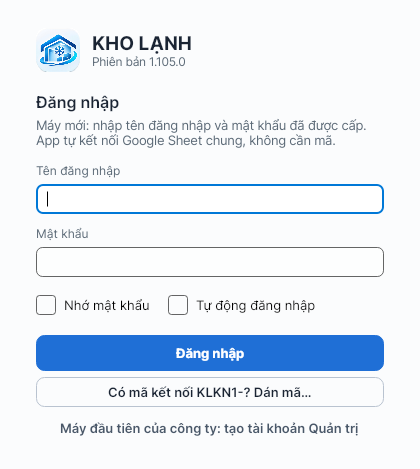 KHO LẠNH
Phiên bản 1.105.0
Đăng nhập
Máy mới: nhập tên đăng nhập và mật khẩu đã được cấp.
App tự kết nối Google Sheet chung, không cần mã.
Tên đăng nhập
Mật khẩu
Nhớ mật khẩu
Tự động đăng nhập
Đăng nhập
Có mã kết nối KLKN1-? Dán mã...
Máy đầu tiên của công ty: tạo tài khoản Quản trị